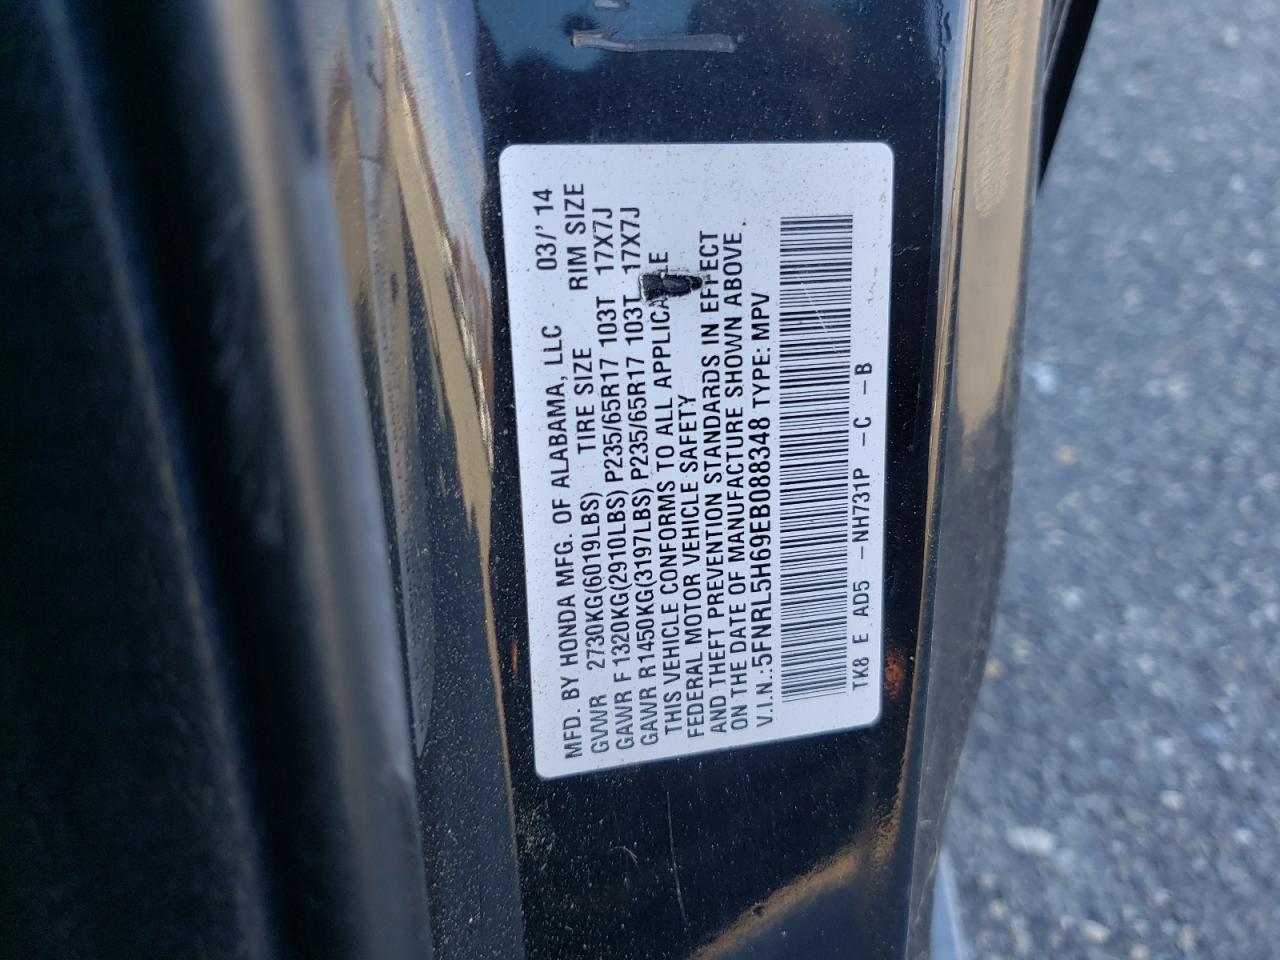 MFD. BY HONDA MFG. OF ALABAMA, LLC 03/'14
GVWR 2730KG(6019LBS) TIRE SIZE RIM SIZE
GAWR F 1320KG(2910LBS) P235/65R17 103T 17X7J
GAWR R 1450KG(3197LBS) P235/65R17 103T 17X7J
THIS VEHICLE CONFORMS TO ALL
FEDERAL MOTOR VEHICLE SAFETY
AND THEFT PREVENTION STANDARDS IN EFFECT
ON THE DATE OF MANUFACTURE SHOWN ABOVE.
V.I.N.:5FNRL5H69EB088348 TYPE: MPV
TK8 E AD5 -NH731P -C -B